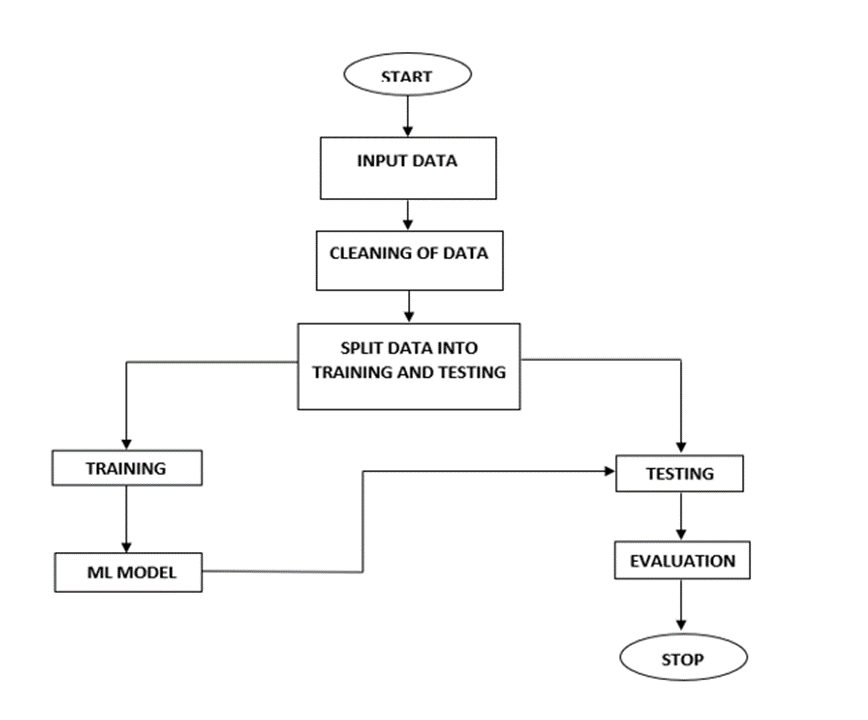 START
INPUT DATA
CLEANING OF DATA
SPLIT DATA INTO
TRAINING AND TESTING
TRAINING
TESTING
ML MODEL
EVALUATION
STOP